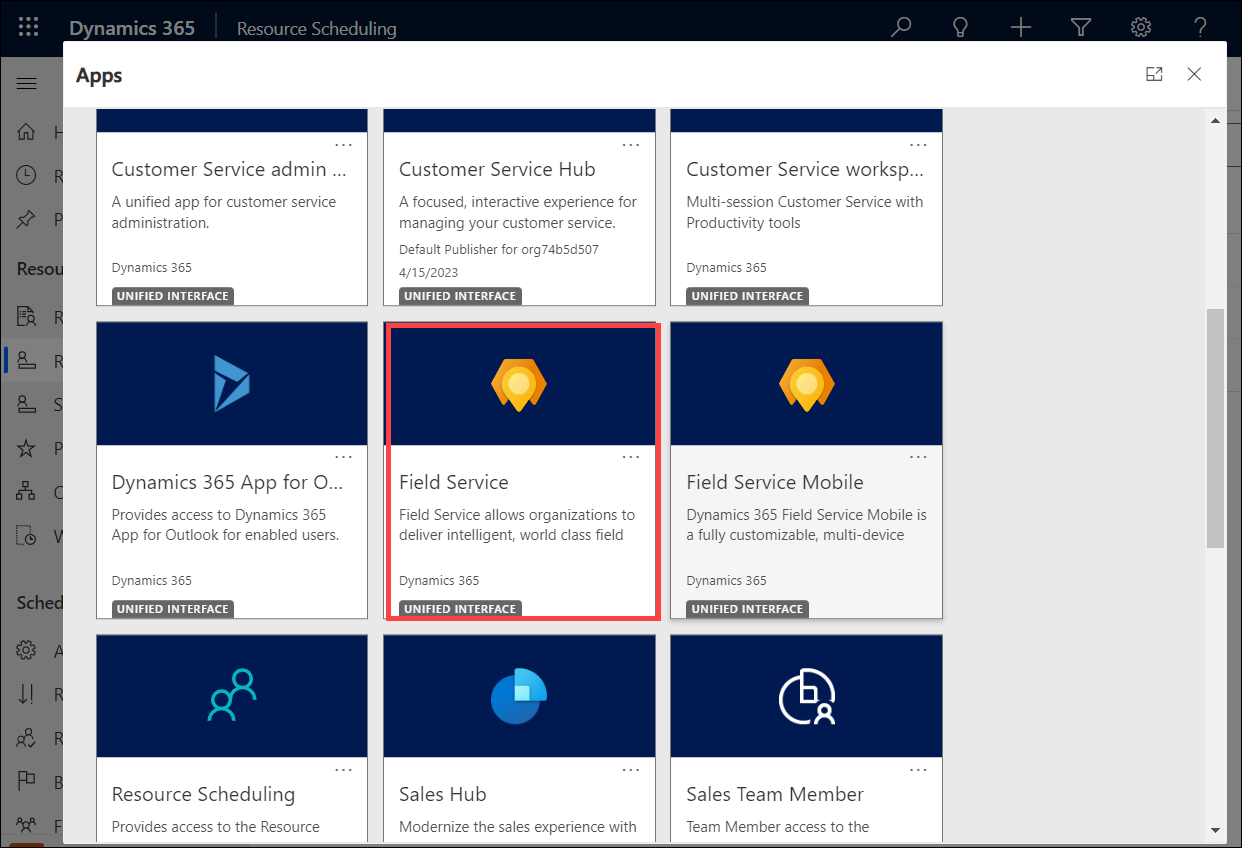 Dynamics 365
Resource Scheduling
Apps
H
R
P
Resou
R
R
S
P
O
W
Sched
A
R
R
B
F
Customer Service admin ...
A unified app for customer service
administration.
Dynamics 365
UNIFIED INTERFACE
Customer Service Hub
A focused, interactive experience for
managing your customer service.
Default Publisher for org74b5d507
4/15/2023
UNIFIED INTERFACE
Customer Service worksp...
Multi-session Customer Service with
Productivity tools
Dynamics 365
UNIFIED INTERFACE
Dynamics 365 App for O...
Provides access to Dynamics 365
App for Outlook for enabled users.
Dynamics 365
UNIFIED INTERFACE
Field Service
Field Service allows organizations to
deliver intelligent, world class field
Dynamics 365
UNIFIED INTERFACE
Field Service Mobile
Dynamics 365 Field Service Mobile is
a fully customizable, multi-device
Dynamics 365
UNIFIED INTERFACE
Resource Scheduling
Provides access to the Resource
Sales Hub
Modernize the sales experience with
Sales Team Member
Team Member access to the